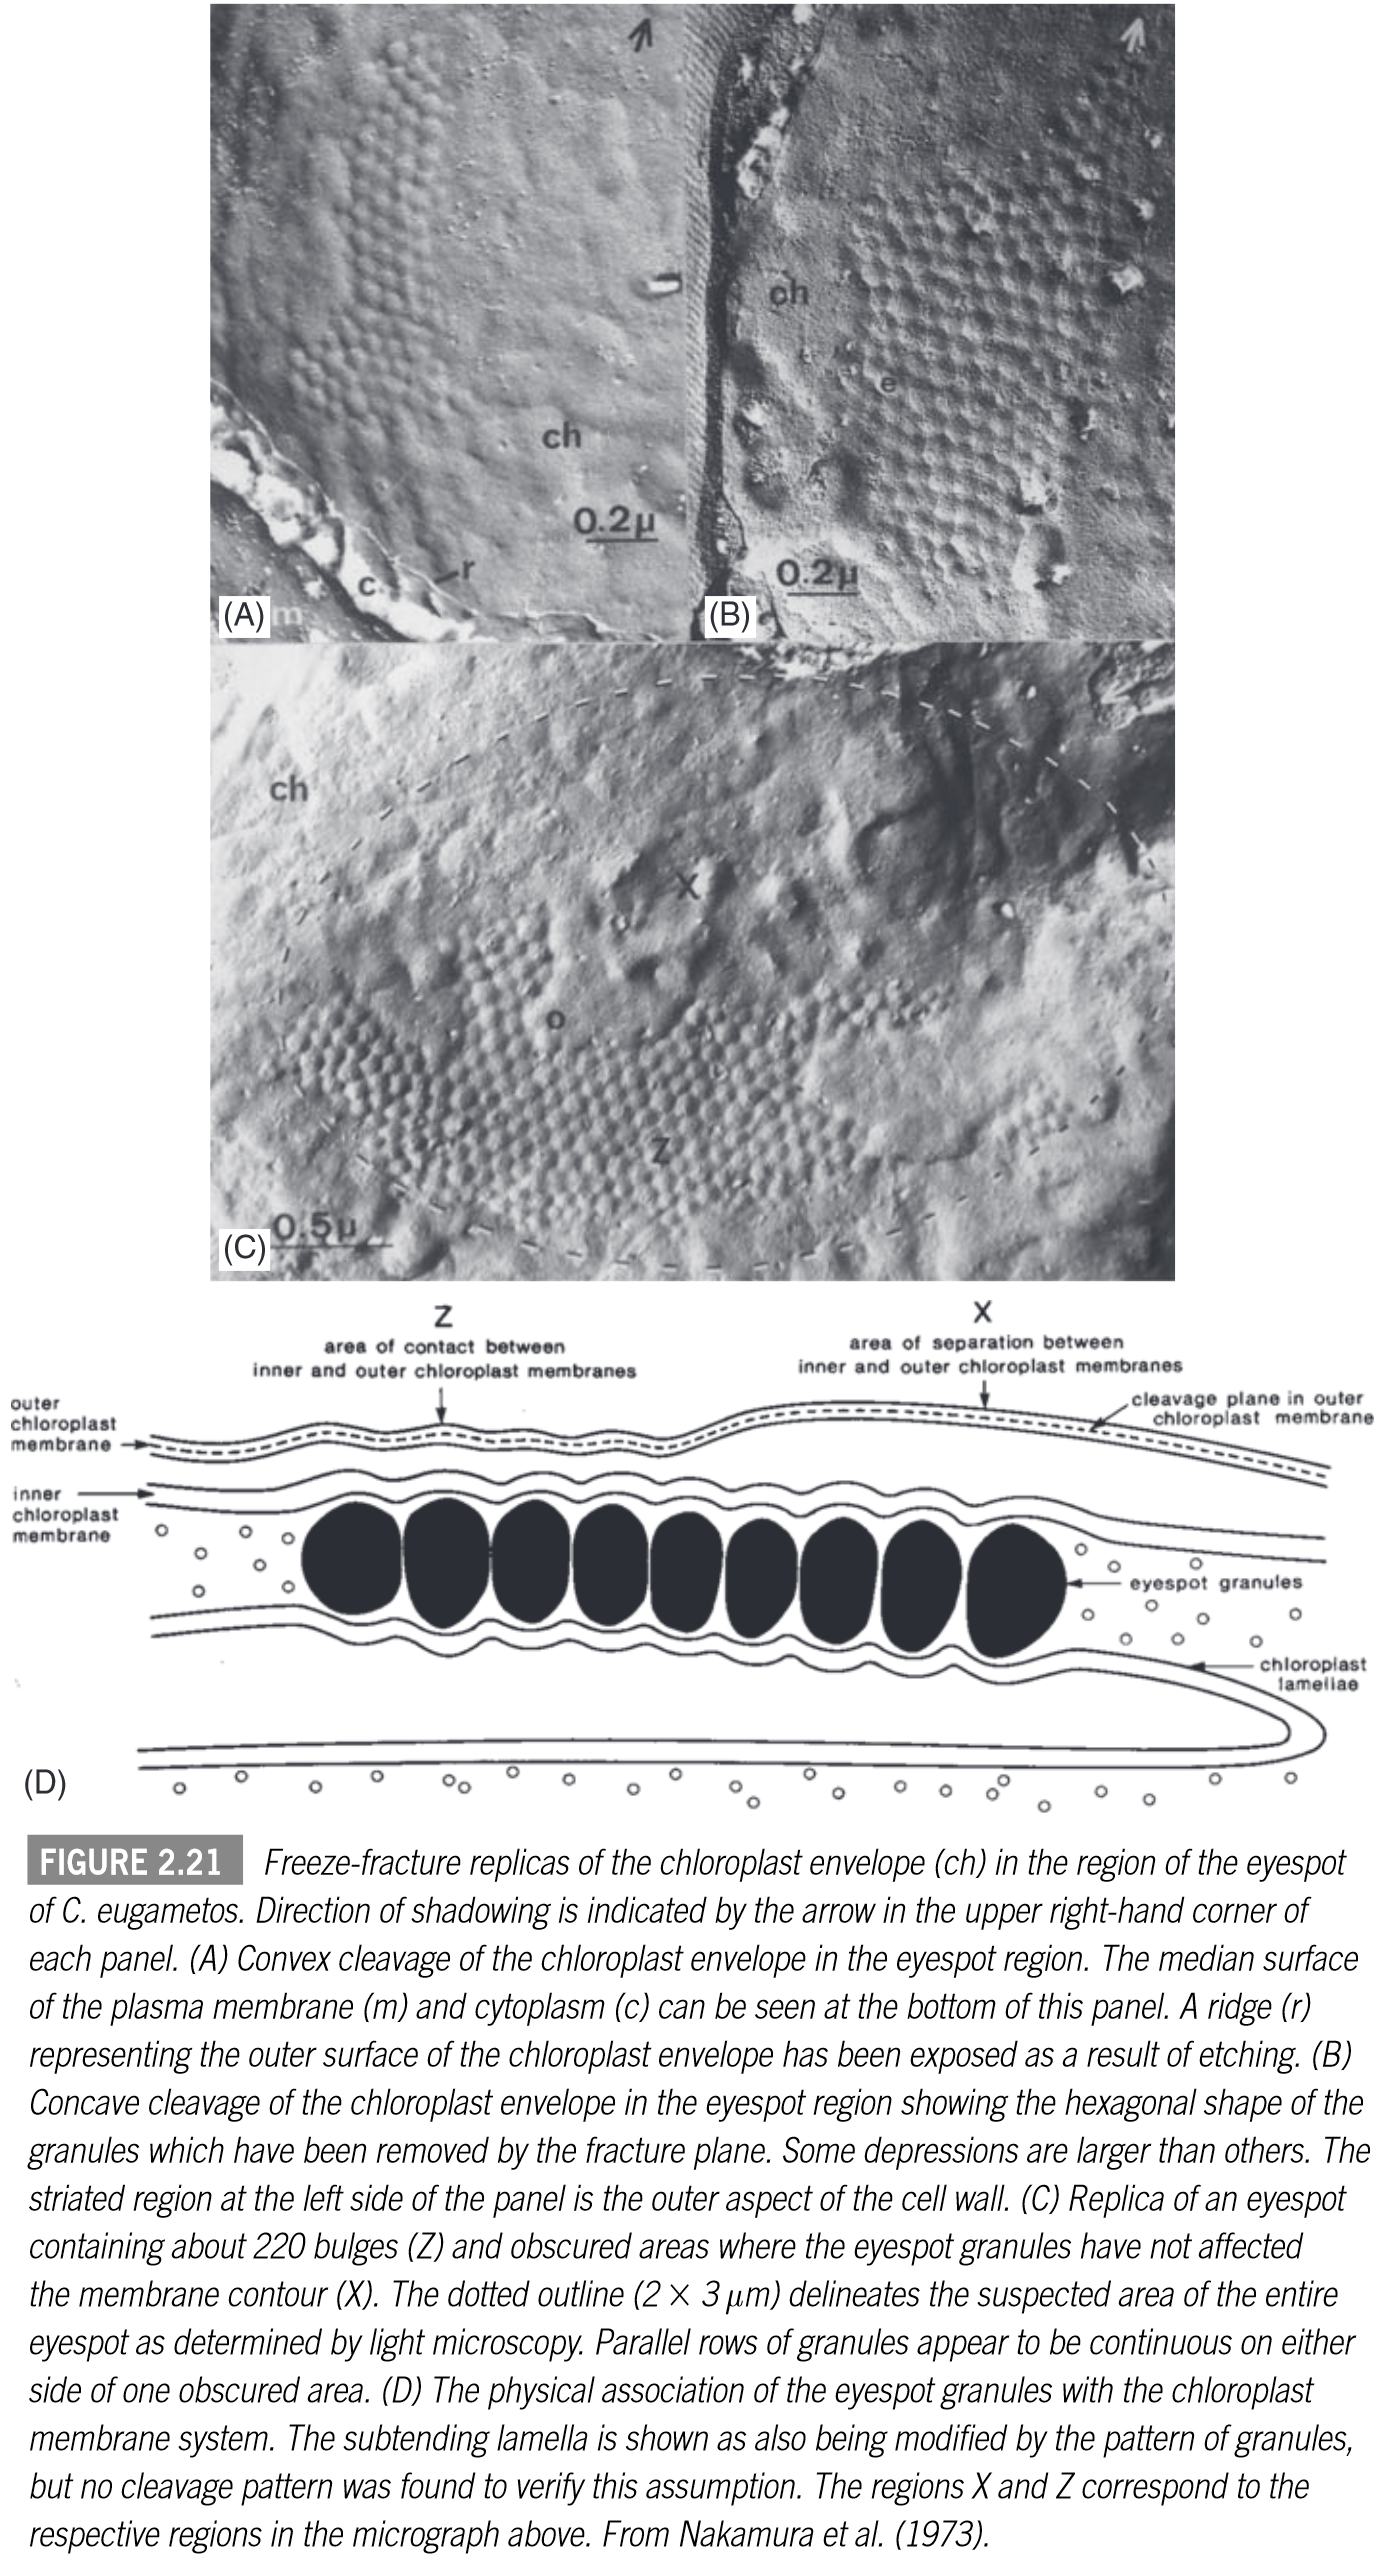 ch
0.2μ
c
r
m
(A)
ch
e
0.2μ
(B)
ch
X
o
Z
0.5μ
(C)
Z
area of contact between
inner and outer chloroplast membranes
X
area of separation between
inner and outer chloroplast membranes
outer
chloroplast
membrane
cleavage plane in outer
chloroplast membrane
inner
chloroplast
membrane
eyespot granules
chloroplast
lamellae
(D)
FIGURE 2.21 Freeze-fracture replicas of the chloroplast envelope (ch) in the region of the eyespot
of C. eugametos. Direction of shadowing is indicated by the arrow in the upper right-hand corner of
each panel. (A) Convex cleavage of the chloroplast envelope in the eyespot region. The median surface
of the plasma membrane (m) and cytoplasm (c) can be seen at the bottom of this panel. A ridge (r)
representing the outer surface of the chloroplast envelope has been exposed as a result of etching. (B)
Concave cleavage of the chloroplast envelope in the eyespot region showing the hexagonal shape of the
granules which have been removed by the fracture plane. Some depressions are larger than others. The
striated region at the left side of the panel is the outer aspect of the cell wall. (C) Replica of an eyespot
containing about 220 bulges (Z) and obscured areas where the eyespot granules have not affected
the membrane contour (X). The dotted outline (2 × 3 μm) delineates the suspected area of the entire
eyespot as determined by light microscopy. Parallel rows of granules appear to be continuous on either
side of one obscured area. (D) The physical association of the eyespot granules with the chloroplast
membrane system. The subtending lamella is shown as also being modified by the pattern of granules,
but no cleavage pattern was found to verify this assumption. The regions X and Z correspond to the
respective regions in the micrograph above. From Nakamura et al. (1973).